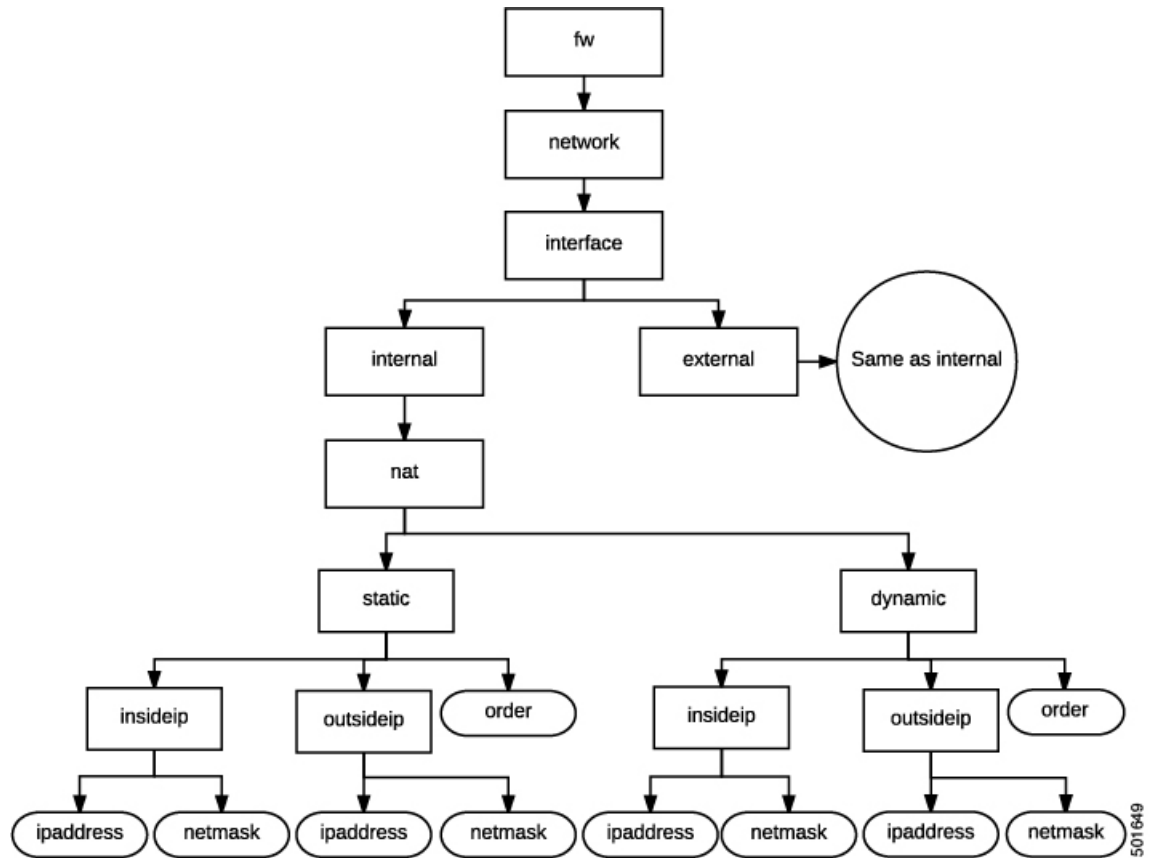 fw
network
interface
internal
external
Same as internal
nat
static
dynamic
insideip
outsideip
order
insideip
outsideip
order
ipaddress
netmask
ipaddress
netmask
ipaddress
netmask
ipaddress
netmask
501649